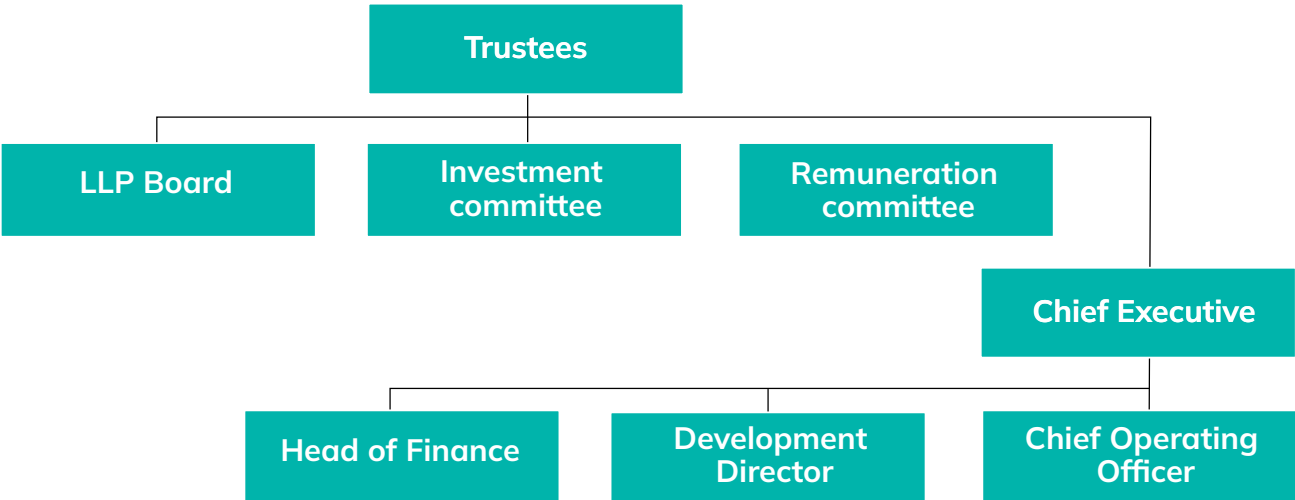 Trustees
LLP Board
Investment
committee
Remuneration
committee
Chief Executive
Head of Finance
Development
Director
Chief Operating
Officer